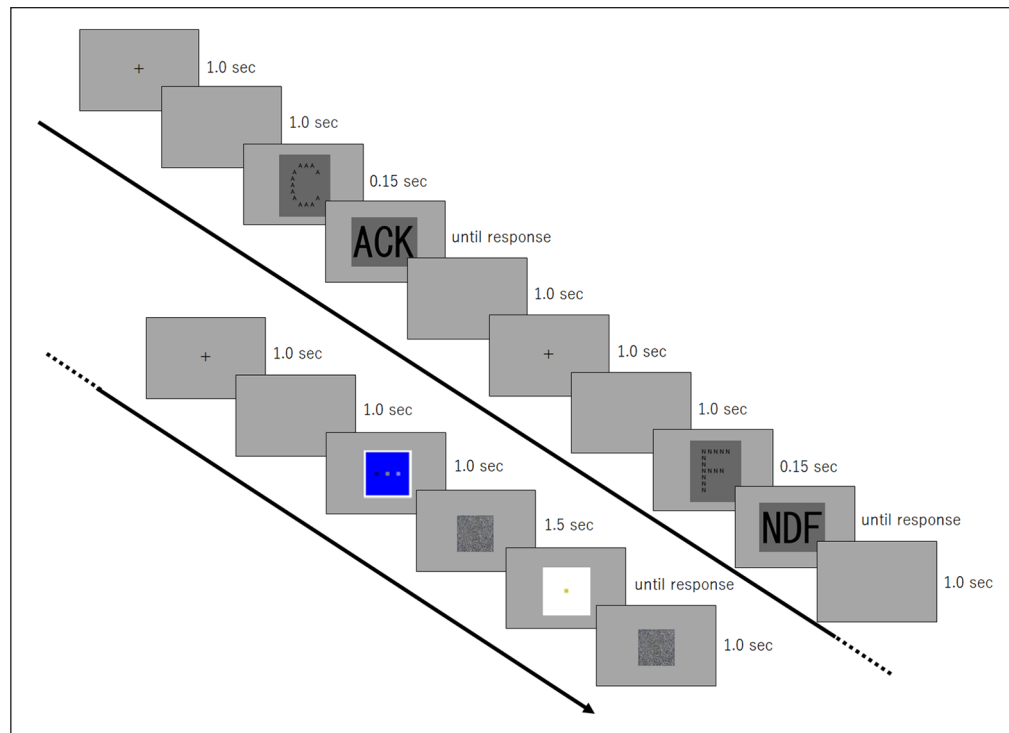 +
1.0 sec
1.0 sec
A A A
A A
A
A
A
A A
A A A
0.15 sec
ACK
until response
1.0 sec
+
1.0 sec
1.0 sec
N N N N N
N
N
N N N N
N
N
N
0.15 sec
NDF
until response
1.0 sec
+
1.0 sec
1.0 sec
1.0 sec
1.5 sec
until response
1.0 sec